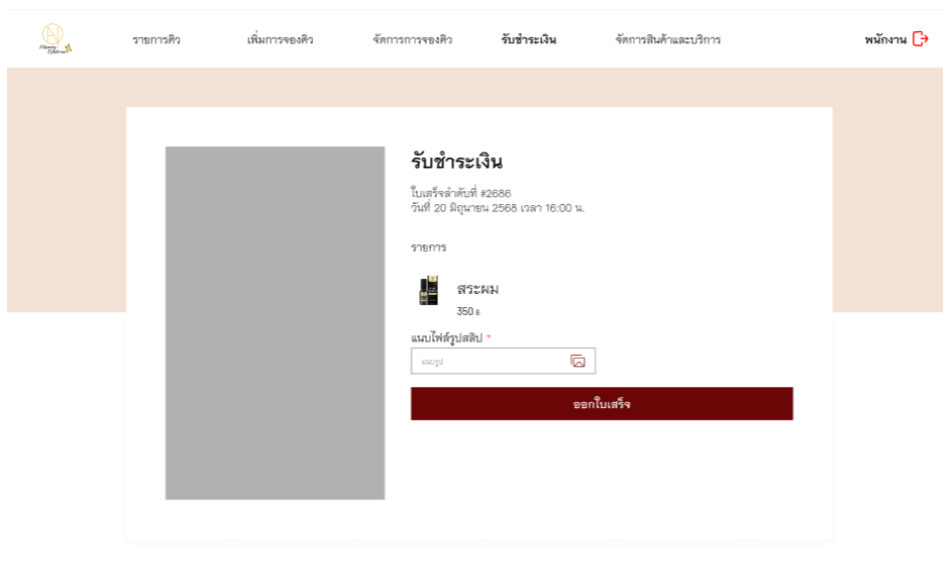 รายการคิว
เพิ่มการจองคิว
จัดการการจองคิว
รับชำระเงิน
จัดการสินค้าและบริการ
พนักงาน
รับชำระเงิน
ใบเสร็จลำดับที่ #2686
วันที่ 20 มิถุนายน 2568 เวลา 16:00 น.
รายการ
สระผม
350 ฿
แนบไฟล์รูปสลิป *
แนบรูป
ออกใบเสร็จ